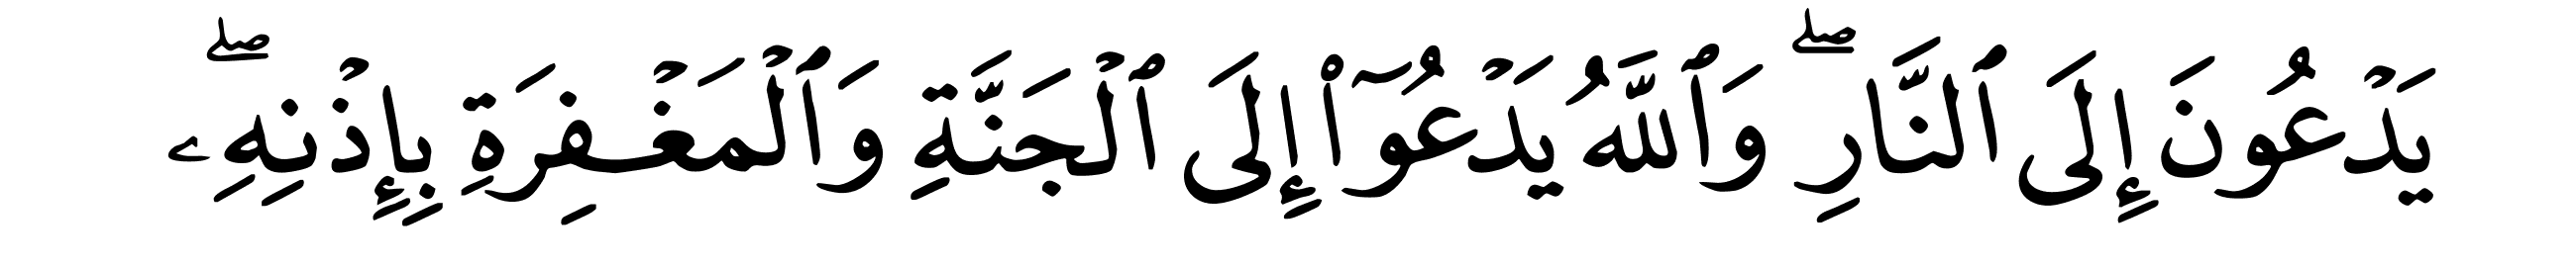 يَدۡعُونَ إِلَى ٱلنَّارِۖ وَٱللَّهُ يَدۡعُوٓاْ إِلَى ٱلۡجَنَّةِ وَٱلۡمَغۡفِرَةِ بِإِذۡنِهِۦۖ